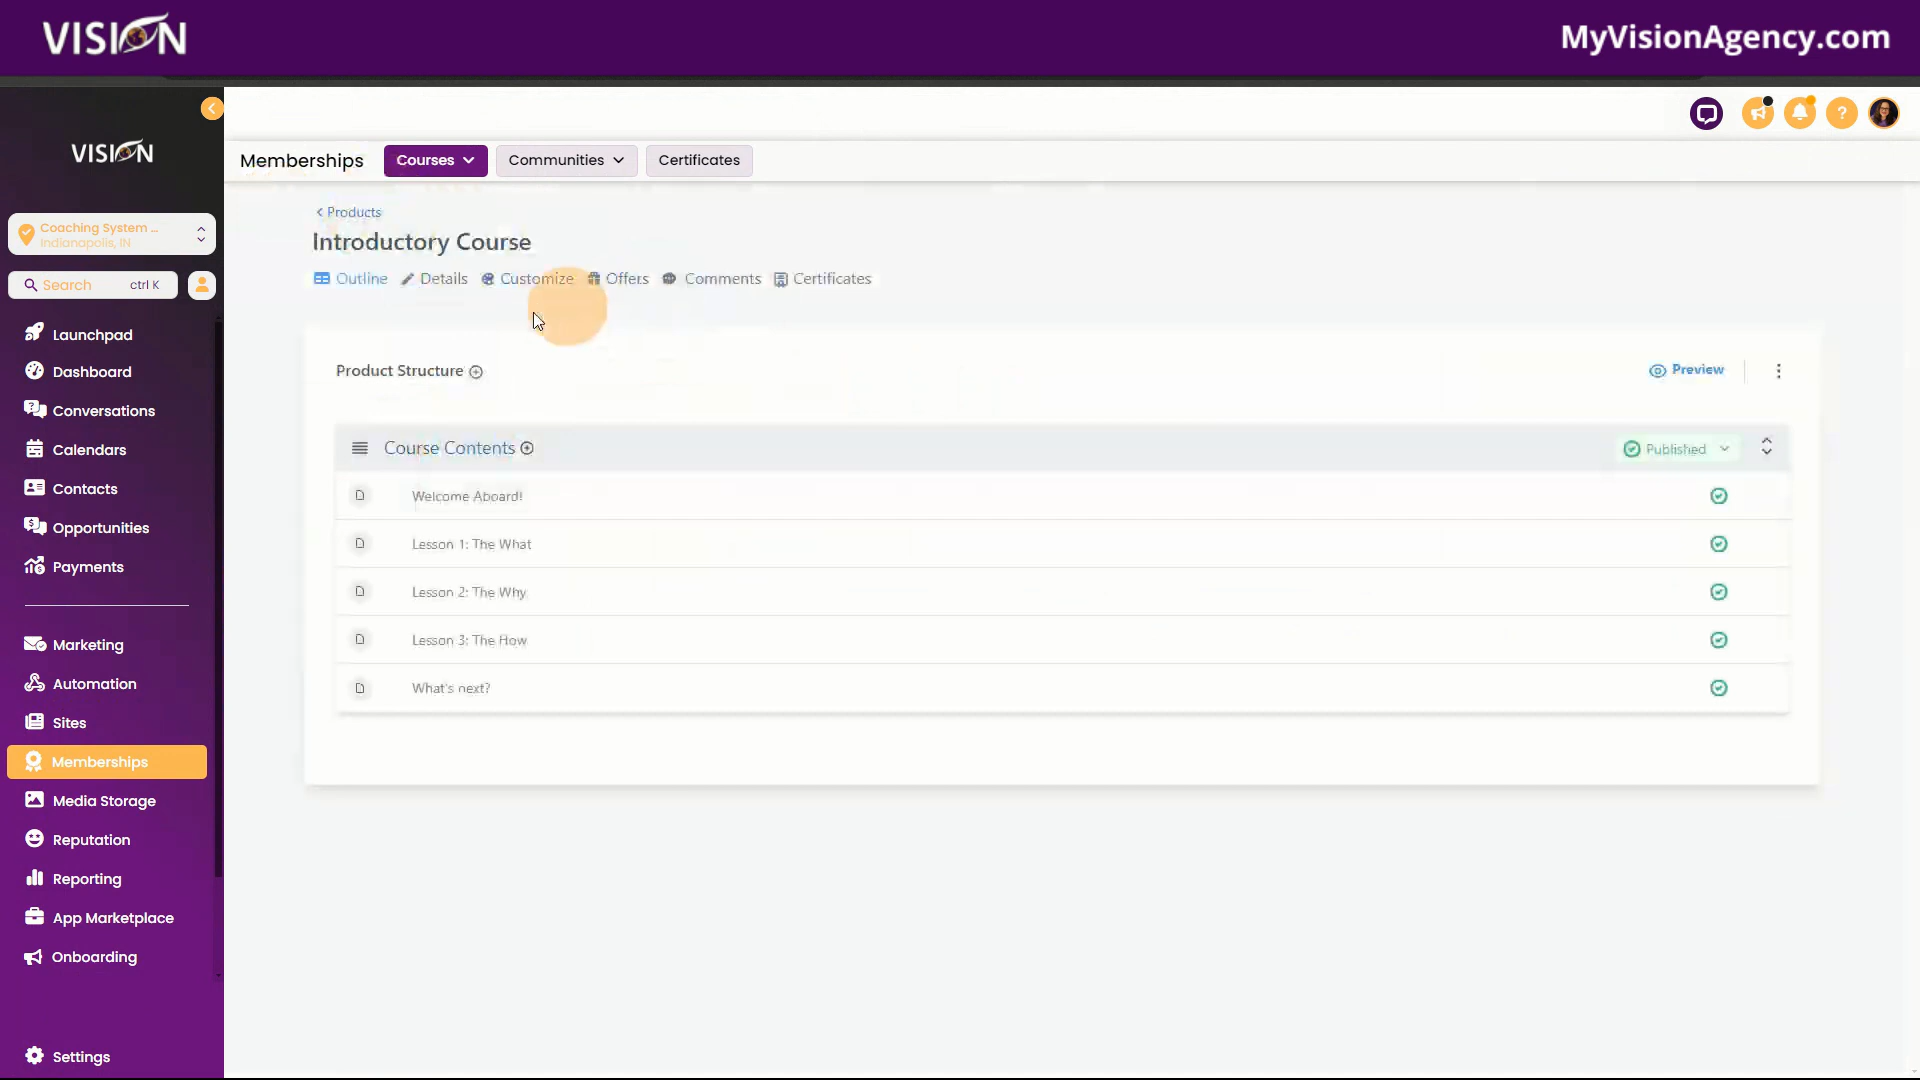 VISION
MyVisionAgency.com
VISION
Memberships
Courses
Communities
Certificates
Coaching System ...
Indianapolis, IN
Search
ctrl K
Launchpad
Dashboard
Conversations
Calendars
Contacts
Opportunities
Payments
Marketing
Automation
Sites
Memberships
Media Storage
Reputation
Reporting
App Marketplace
Onboarding
Settings
Products
Introductory Course
Outline
Details
Customize
Offers
Comments
Certificates
Product Structure
Preview
Course Contents
Published
Welcome Aboard!
Lesson 1: The What
Lesson 2: The Why
Lesson 3: The How
What's next?